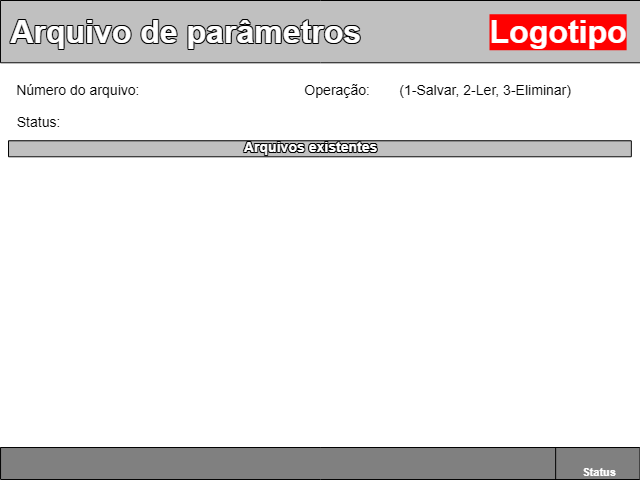 Arquivo de parâmetros Logotipo
Número do arquivo: Operação: (1-Salvar, 2-Ler, 3-Eliminar)
Status:
Arquivos existentes
Status